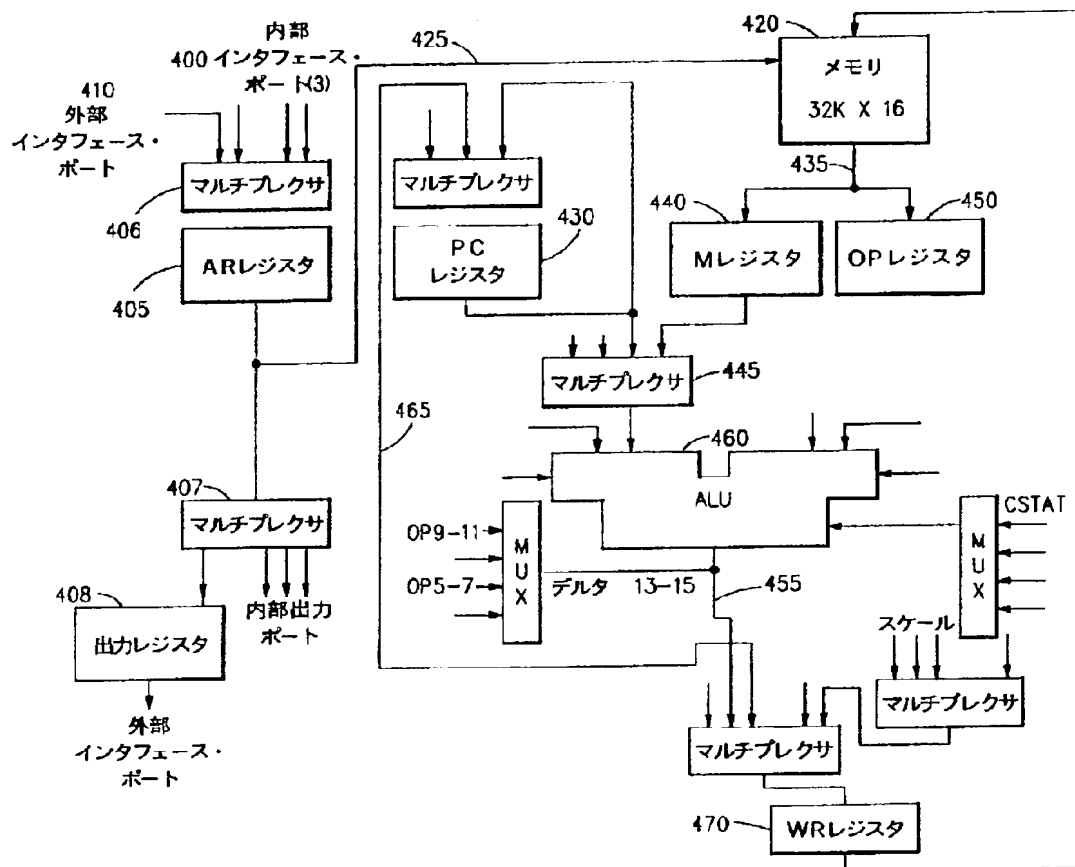 内部
400 インタフェース・
ポート(3)
410
外部
インタフェース・
ポート
425
420
メモリ
32K X 16
435
マルチプレクサ
406
マルチプレクサ
ARレジスタ
405
PC
レジスタ
430
440
Mレジスタ
450
OPレジスタ
マルチプレクサ
445
465
460
ALU
407
マルチプレクサ
OP9-11
OP5-7
MUX
デルタ 13-15
455
CSTAT
MUX
408
出力レジスタ
内部出力
ポート
スケール
マルチプレクサ
外部
インタフェース・
ポート
マルチプレクサ
470
WRレジスタ